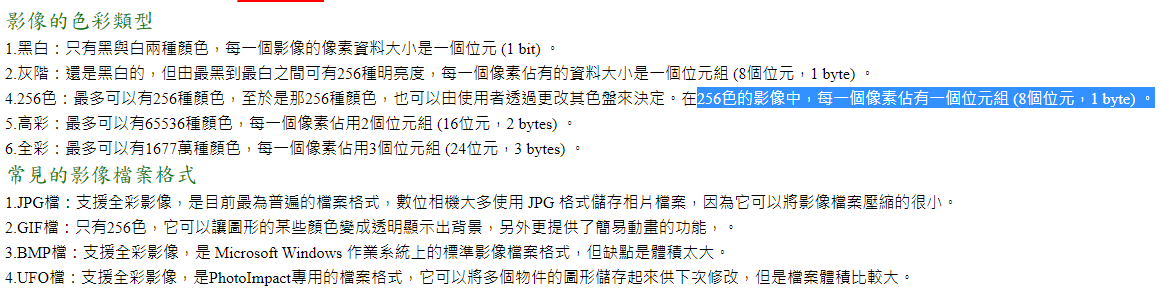 影像的色彩類型
1.黑白：只有黑與白兩種顏色，每一個影像的像素資料大小是一個位元 (1 bit) 。
2.灰階：還是黑白的，但由最黑到最白之間可有256種明亮度，每一個像素佔有的資料大小是一個位元組 (8個位元，1 byte) 。
4.256色：最多可以有256種顏色，至於是那256種顏色，也可以由使用者透過更改其色盤來決定。在256色的影像中，每一個像素佔有一個位元組 (8個位元，1 byte) 。
5.高彩：最多可以有65536種顏色，每一個像素佔用2個位元組 (16位元，2 bytes) 。
6.全彩：最多可以有1677萬種顏色，每一個像素佔用3個位元組 (24位元，3 bytes) 。
常見的影像檔案格式
1.JPG檔：支援全彩影像，是目前最為普遍的檔案格式，數位相機大多使用 JPG 格式儲存相片檔案，因為它可以將影像檔案壓縮的很小。
2.GIF檔：只有256色，它可以讓圖形的某些顏色變成透明顯示出背景，另外更提供了簡易動畫的功能，。
3.BMP檔：支援全彩影像，是 Microsoft Windows 作業系統上的標準影像檔案格式，但缺點是體積太大。
4.UFO檔：支援全彩影像，是PhotoImpact專用的檔案格式，它可以將多個物件的圖形儲存起來供下次修改，但是檔案體積比較大。